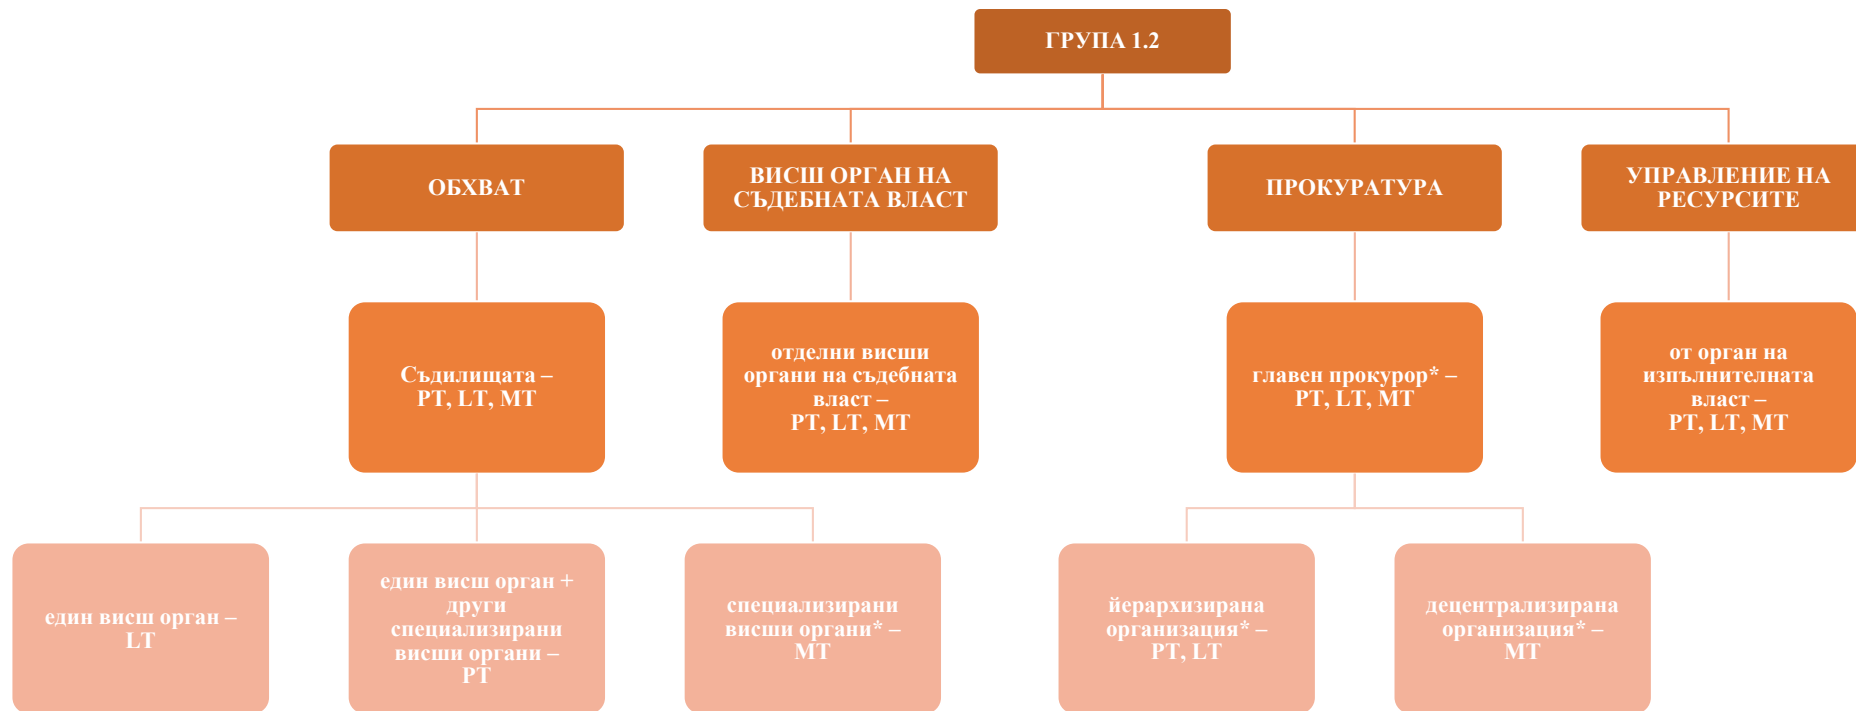 ГРУПА 1.2
ОБХВАТ
ВИСШ ОРГАН НА
СЪДЕБНАТА ВЛАСТ
ПРОКУРАТУРА
УПРАВЛЕНИЕ НА
РЕСУРСИТЕ
Съдилищата –
PT, LT, MT
отделни висши
органи на съдебната
власт –
PT, LT, MT
главен прокурор* –
PT, LT, MT
от орган на
изпълнителната
власт –
PT, LT, MT
един висш орган –
LT
един висш орган +
други
специализирани
висши органи –
PT
специализирани
висши органи* –
MT
йерархизирана
организация* –
PT, LT
децентрализирана
организация* –
MT